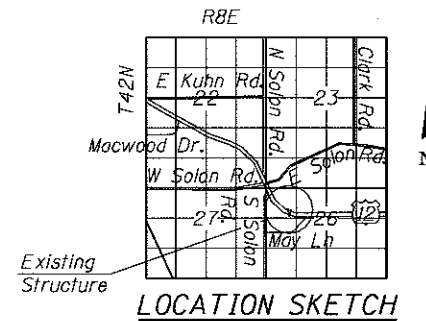 R8E
T42N
E Kuhn Rd.
22
N Solon Rd.
23
Clark Rd.
Macwood Dr.
W Solon Rd.
E Solon Rd.
N
27
S Solon Rd.
26
12
May Ln
Existing
Structure
LOCATION SKETCH